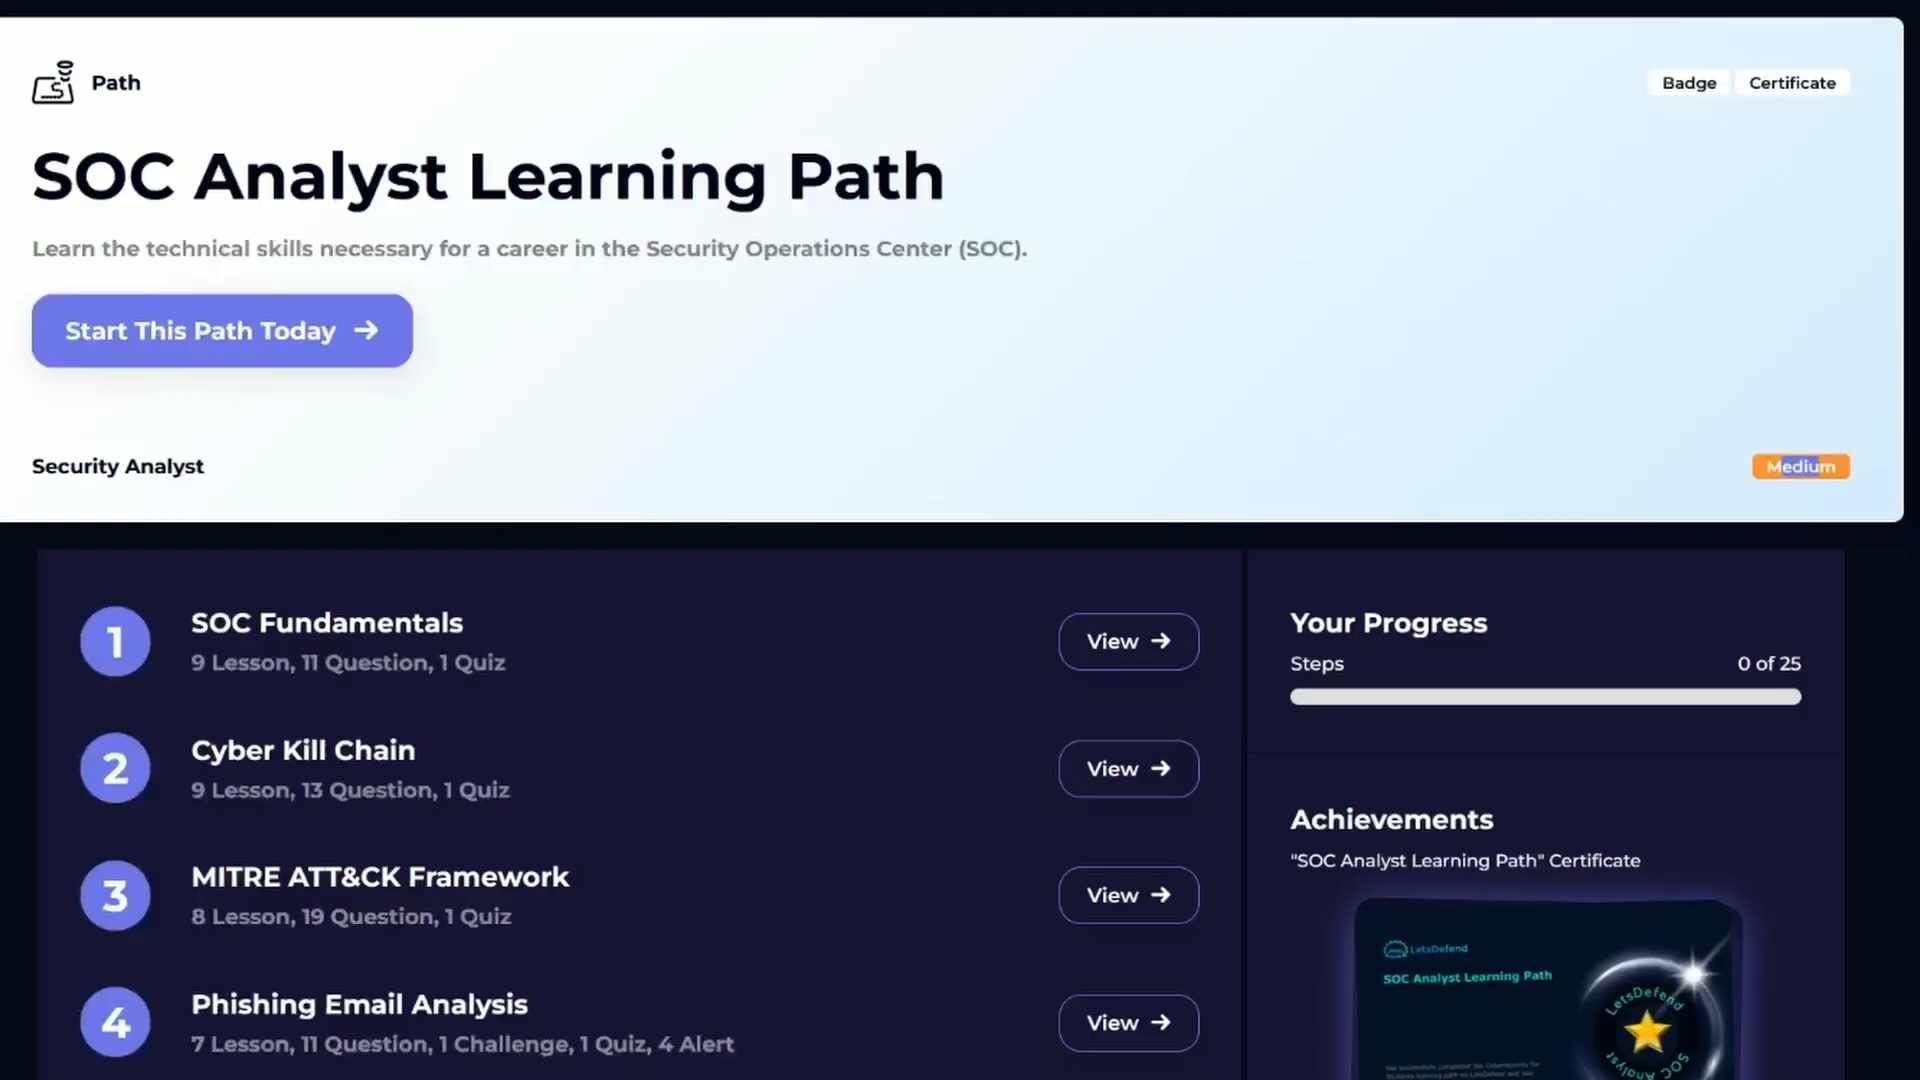 Path
Badge
Certificate
SOC Analyst Learning Path
Learn the technical skills necessary for a career in the Security Operations Center (SOC).
Start This Path Today →
Security Analyst
Medium
1
SOC Fundamentals
9 Lesson, 11 Question, 1 Quiz
View →
2
Cyber Kill Chain
9 Lesson, 13 Question, 1 Quiz
View →
3
MITRE ATT&CK Framework
8 Lesson, 19 Question, 1 Quiz
View →
4
Phishing Email Analysis
7 Lesson, 11 Question, 1 Challenge, 1 Quiz, 4 Alert
View →
Your Progress
Steps
0 of 25
Achievements
"SOC Analyst Learning Path" Certificate
LetsDefend
SOC Analyst Learning Path
LetsDefend
SOC Analyst